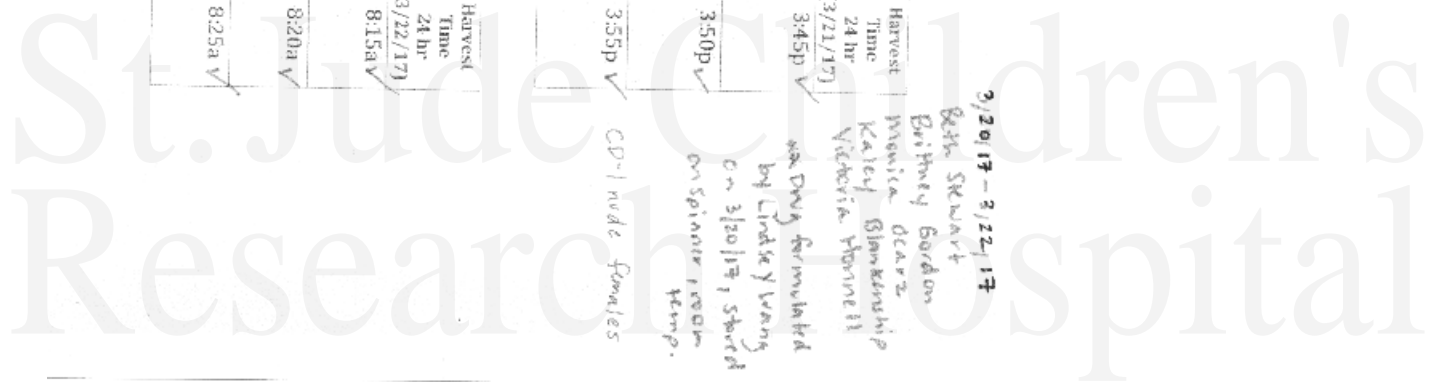 St. Jude Children's
Research Hospital
3/20/17 - 3/22/17
Beth Stewart
Brittney Gordon
Monica Ocarz
Kaley Blankenship
Victoria Honnell
Drug formulated
by Lindsey Wang
on 3/20/17, stored
on spinner, room
temp.
CD-1 nude females
Harvest
Time
24 hr
3/21/17)
3:45p ✓
3:50p ✓
3:55p ✓
Harvest
Time
24 hr
3/22/17)
8:15a ✓
8:20a ✓
8:25a ✓